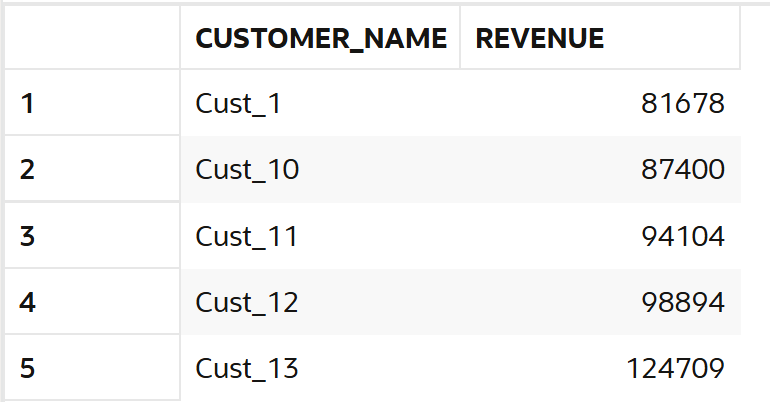 CUSTOMER_NAME REVENUE
1 Cust_1 81678
2 Cust_10 87400
3 Cust_11 94104
4 Cust_12 98894
5 Cust_13 124709